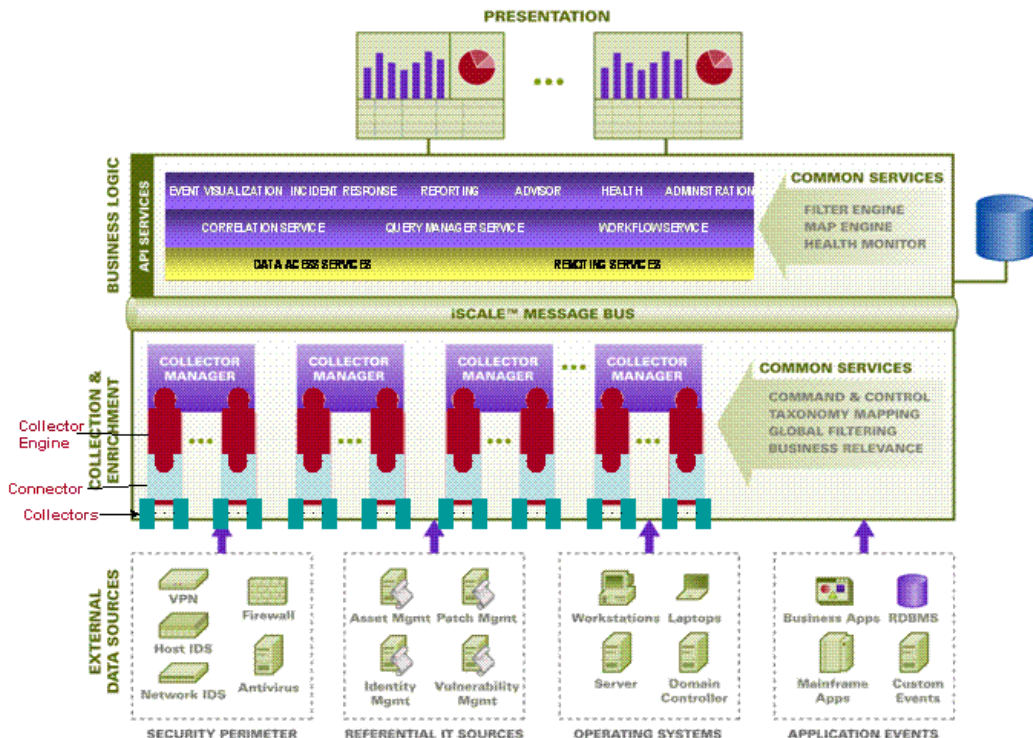 PRESENTATION
BUSINESS LOGIC
API SERVICES
EVENT VISUALIZATION INCIDENT RESPONSE REPORTING ADVISOR HEALTH ADMINISTRATION
CORRELATION SERVICE QUERY MANAGER SERVICE WORKFLOW SERVICE
DATA ACESS SERVICES REMOTING SERVICES
COMMON SERVICES
FILTER ENGINE
MAP ENGINE
HEALTH MONITOR
iSCALE™ MESSAGE BUS
COLLECTION &
ENRICHMENT
COLLECTOR
MANAGER
COLLECTOR
MANAGER
COLLECTOR
MANAGER
COLLECTOR
MANAGER
COMMON SERVICES
COMMAND & CONTROL
TAXONOMY MAPPING
GLOBAL FILTERING
BUSINESS RELEVANCE
Collector
Engine
Connector
Collectors
EXTERNAL
DATA SOURCES
VPN
Firewall
Host IDS
Network IDS
Antivirus
SECURITY PERIMETER
Asset Mgmt
Patch Mgmt
Identity
Mgmt
Vulnerability
Mgmt
REFERENTIAL IT SOURCES
Workstations
Laptops
Server
Domain
Controller
OPERATING SYSTEMS
Business Apps
RDBMS
Mainframe
Apps
Custom
Events
APPLICATION EVENTS